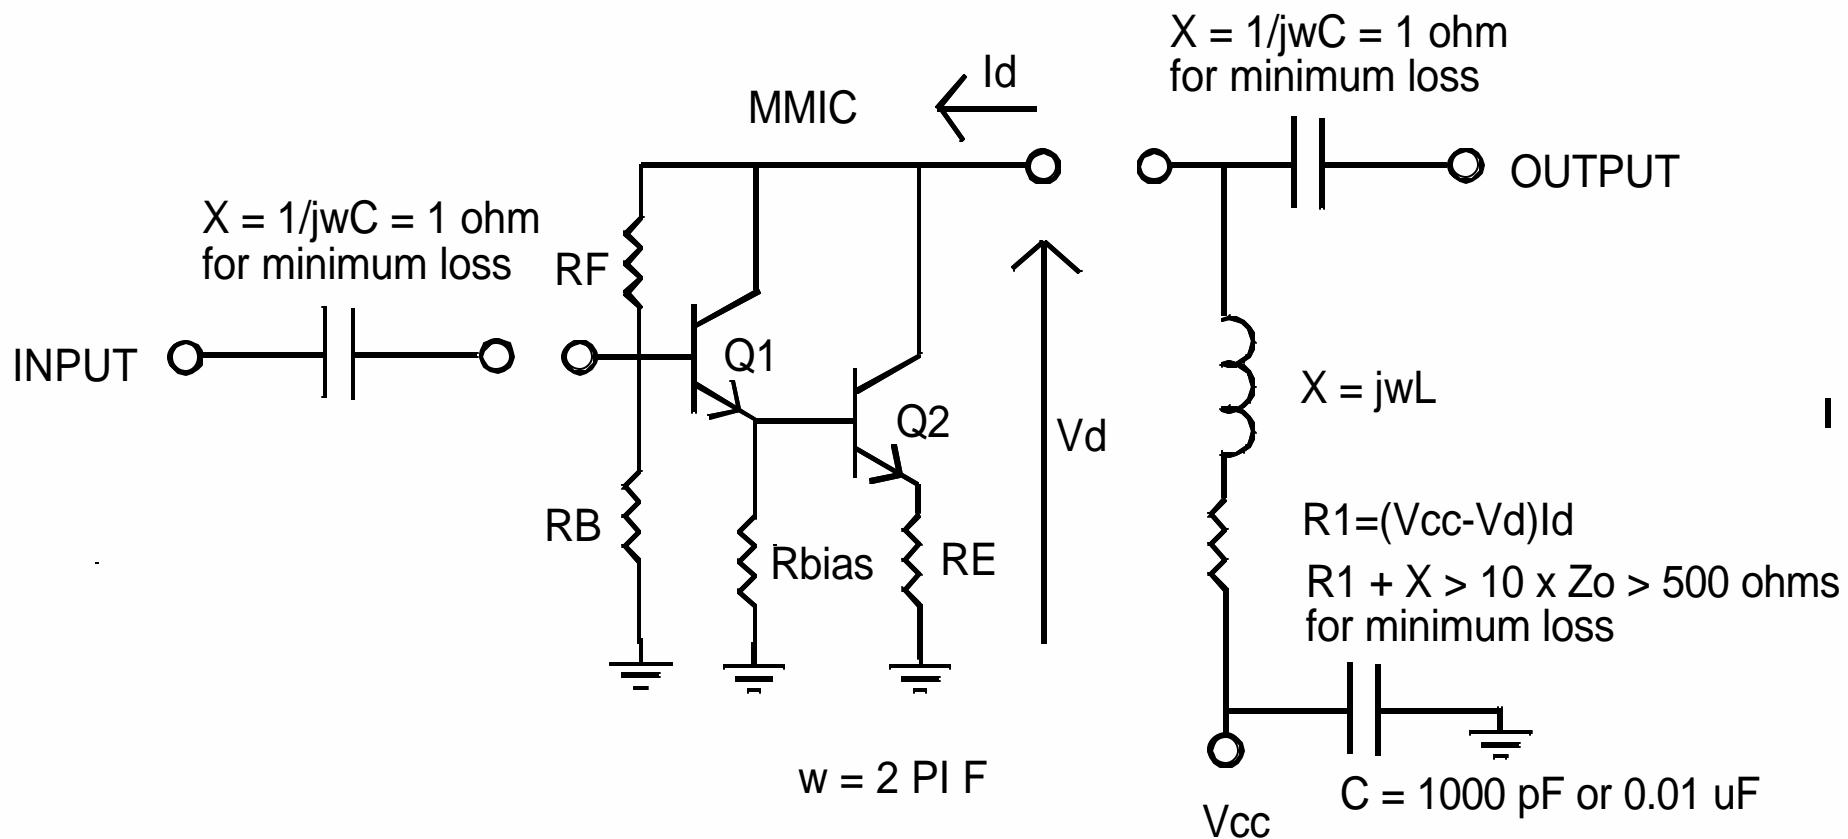 X = 1/jwC = 1 ohm
for minimum loss
Id
MMIC
OUTPUT
X = 1/jwC = 1 ohm
for minimum loss
RF
INPUT
Q1
X = jwL
Q2
Vd
R1=(Vcc-Vd)Id
RB
Rbias
RE
R1 + X > 10 x Zo > 500 ohms
for minimum loss
w = 2 PI F
C = 1000 pF or 0.01 uF
Vcc